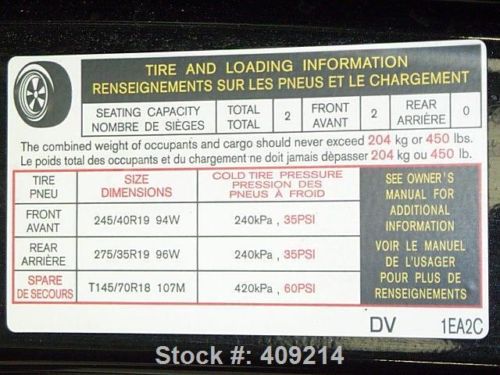 TIRE AND LOADING INFORMATION
RENSEIGNEMENTS SUR LES PNEUS ET LE CHARGEMENT
SEATING CAPACITY TOTAL 2 FRONT 2 REAR 0
NOMBRE DE SIÈGES TOTAL AVANT ARRIÈRE
The combined weight of occupants and cargo should never exceed 204 kg or 450 lbs.
Le poids total des occupants et du chargement ne doit jamais dépasser 204 kg ou 450 lb.
TIRE SIZE COLD TIRE PRESSURE
PNEU DIMENSIONS PRESSION DES
PNEUS À FROID
FRONT
AVANT 245/40R19 94W 240kPa , 35PSI
REAR
ARRIÈRE 275/35R19 96W 240kPa , 35PSI
SPARE
DE SECOURS T145/70R18 107M 420kPa , 60PSI
SEE OWNER'S
MANUAL FOR
ADDITIONAL
INFORMATION
VOIR LE MANUEL
DE L'USAGER
POUR PLUS DE
RENSEIGNEMENTS
DV 1EA2C
Stock #: 409214